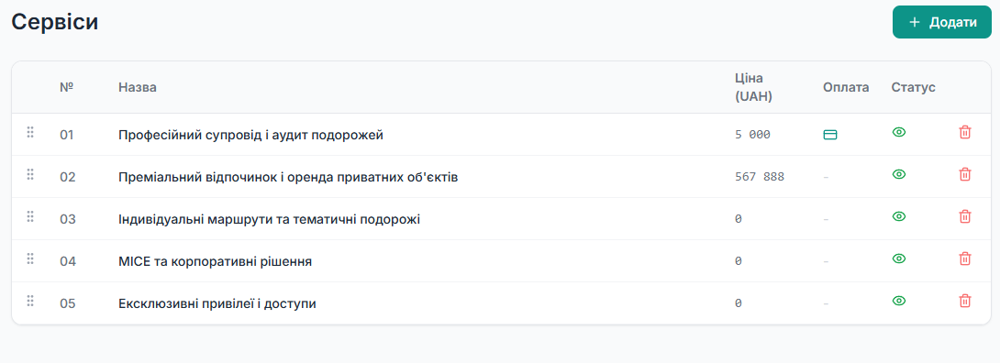 Сервіси
+ Додати
№ Назва Ціна (UAH) Оплата Статус
01 Професійний супровід і аудит подорожей 5 000
02 Преміальний відпочинок і оренда приватних об'єктів 567 888 –
03 Індивідуальні маршрути та тематичні подорожі 0 –
04 MICE та корпоративні рішення 0 –
05 Ексклюзивні привілеї і доступи 0 –